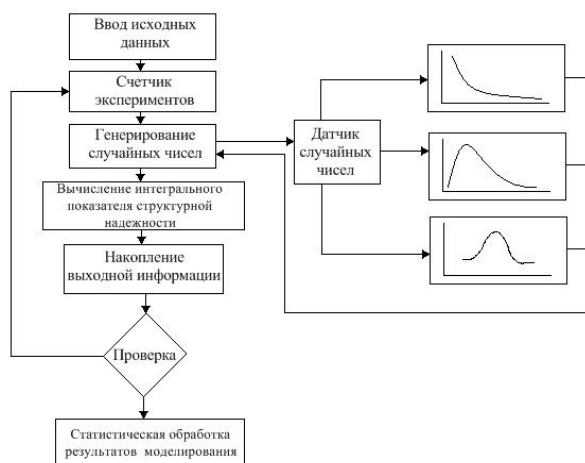 Ввод исходных
данных
Счетчик
экспериментов
Генерирование
случайных чисел
Датчик
случайных
чисел
Вычисление интегрального
показателя структурной
надежности
Накопление
выходной информации
Проверка
Статистическая обработка
результатов моделирования